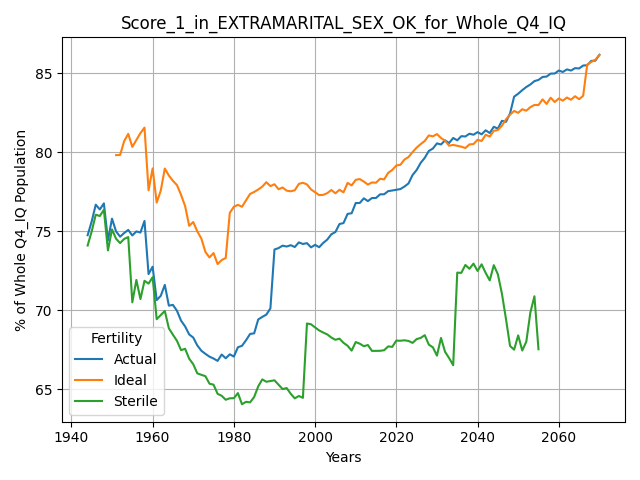 Score_1_in_EXTRAMARITAL_SEX_OK_for_Whole_Q4_IQ
% of Whole Q4_IQ Population
85
80
75
70
65
Fertility
Actual
Ideal
Sterile
1940 1960 1980 2000 2020 2040 2060
Years